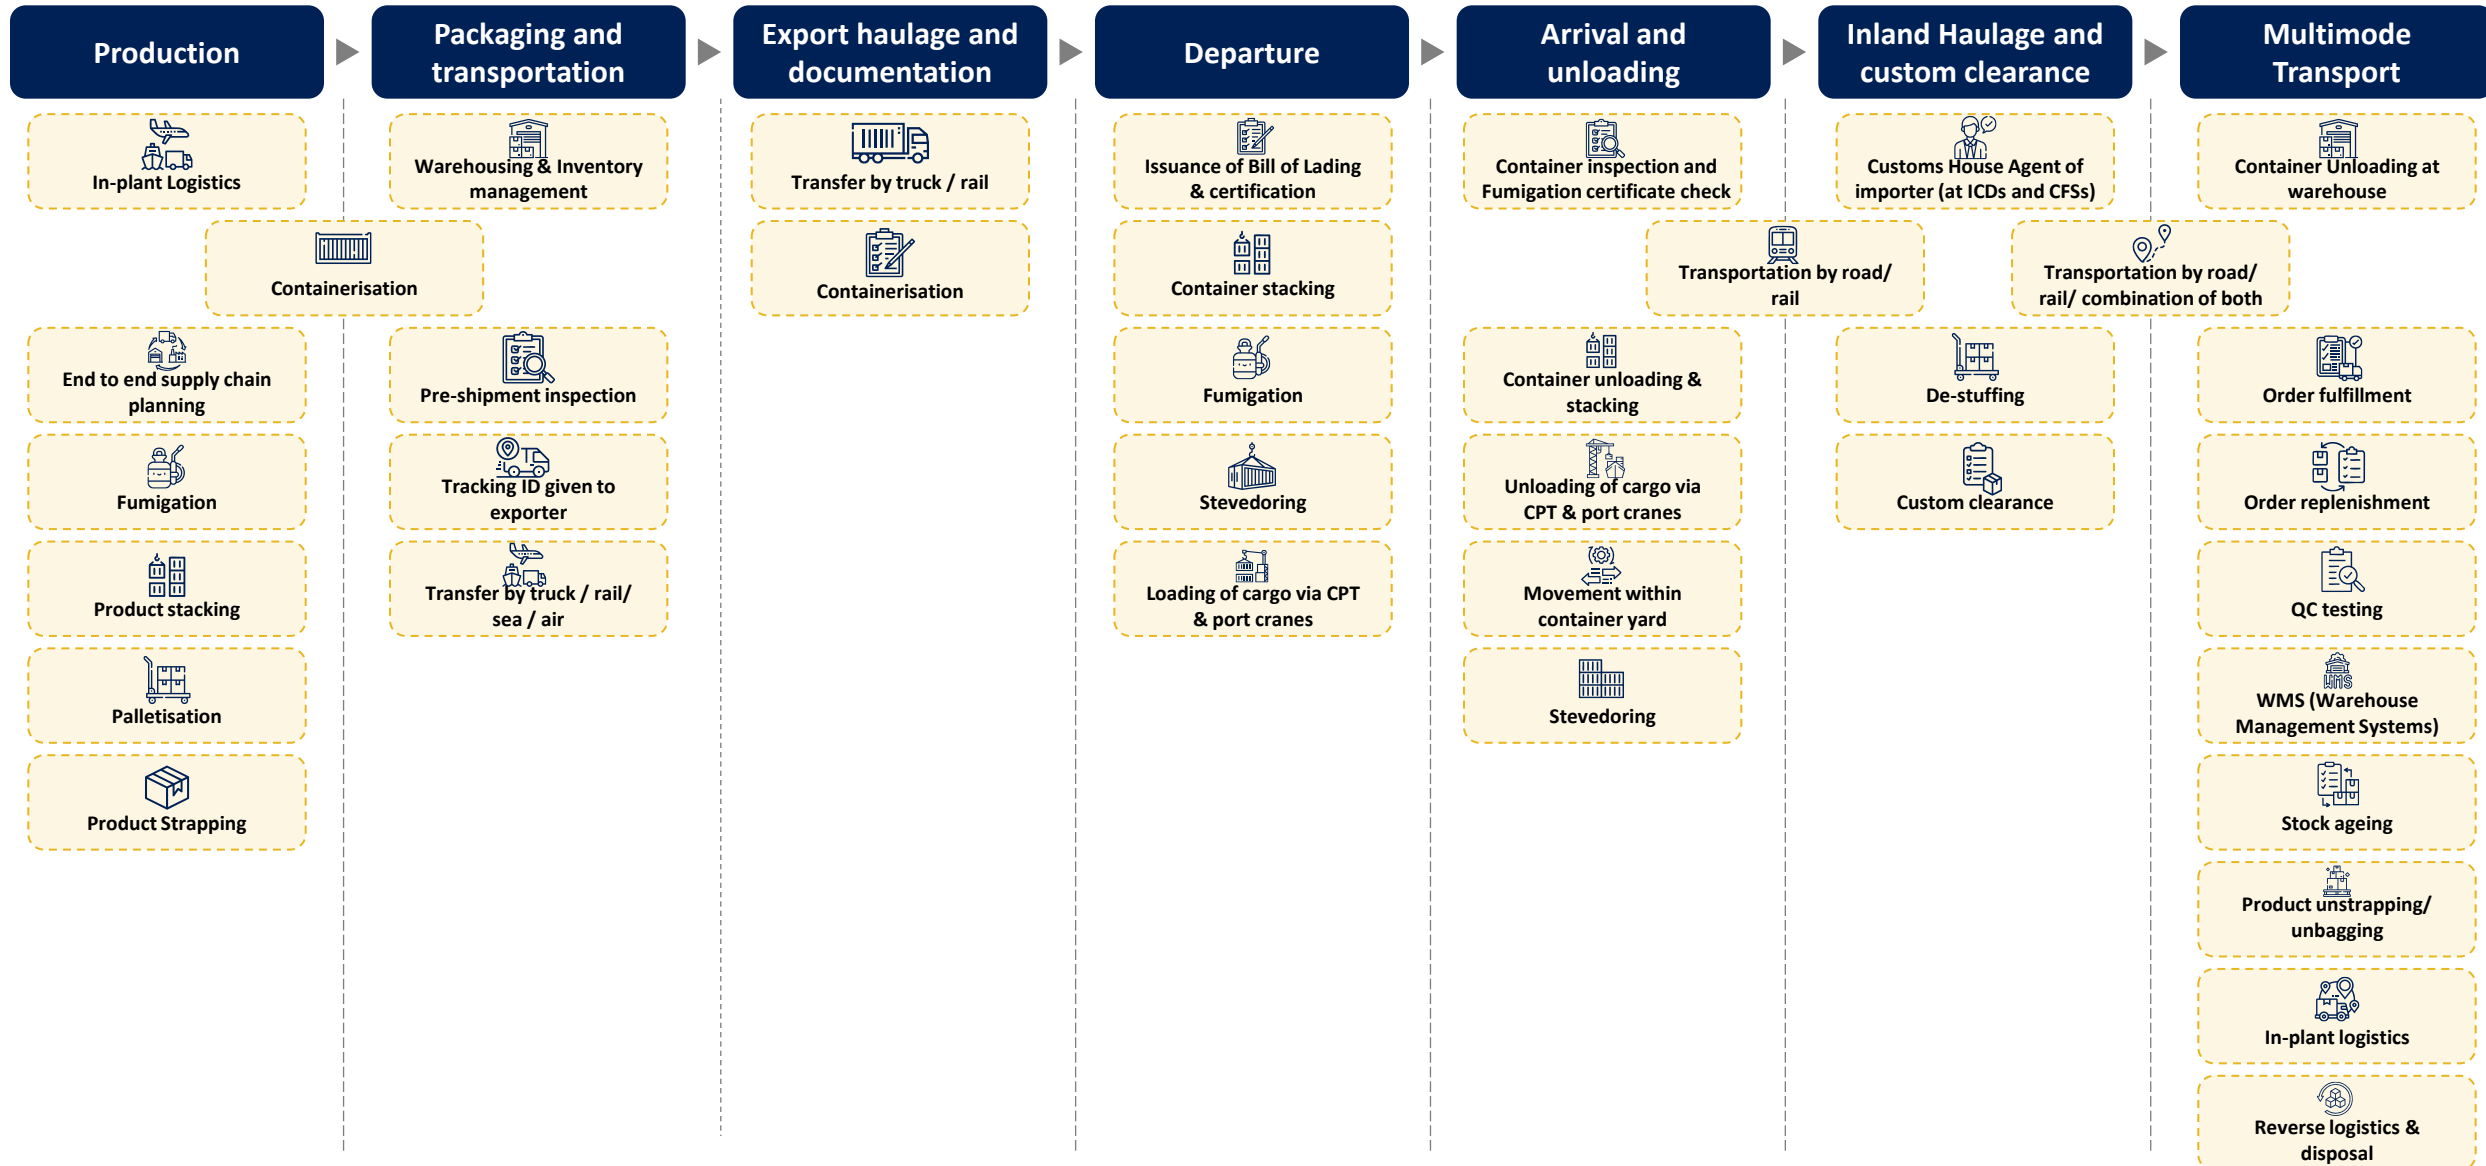 Production
Packaging and
transportation
Export haulage and
documentation
Departure
Arrival and
unloading
Inland Haulage and
custom clearance
Multimode
Transport
In-plant Logistics
Warehousing & Inventory
management
Transfer by truck / rail
Issuance of Bill of Lading
& certification
Container inspection and
Fumigation certificate check
Customs House Agent of
importer (at ICDs and CFSs)
Container Unloading at
warehouse
Containerisation
Containerisation
Container stacking
Transportation by road/
rail
Transportation by road/
rail/ combination of both
End to end supply chain
planning
Pre-shipment inspection
Fumigation
Container unloading &
stacking
De-stuffing
Order fulfillment
Fumigation
Tracking ID given to
exporter
Stevedoring
Unloading of cargo via
CPT & port cranes
Custom clearance
Order replenishment
Product stacking
Transfer by truck / rail/
sea / air
Loading of cargo via CPT
& port cranes
Movement within
container yard
QC testing
Palletisation
Stevedoring
WMS
WMS (Warehouse
Management Systems)
Product Strapping
Stock ageing
Product unstrapping/
unbagging
In-plant logistics
Reverse logistics &
disposal